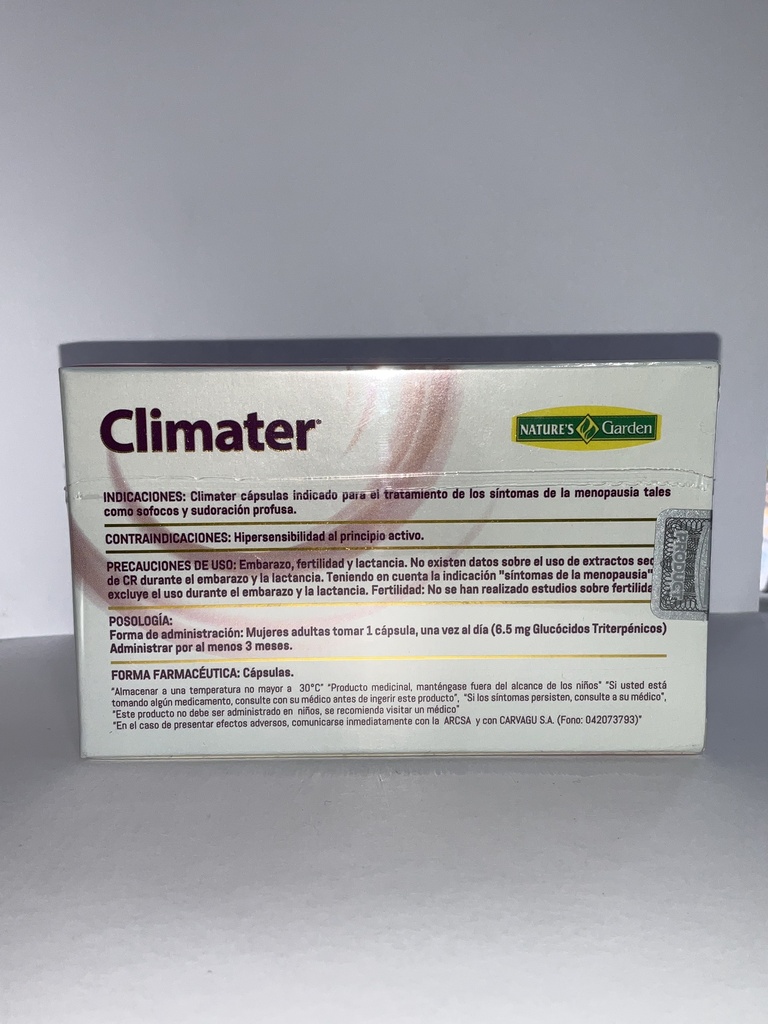 Climater
NATURE'S Garden
INDICACIONES: Climater cápsulas indicado para el tratamiento de los síntomas de la menopausia tales
como sofocos y sudoración profusa.
CONTRAINDICACIONES: Hipersensibilidad al principio activo.
PRECAUCIONES DE USO: Embarazo, fertilidad y lactancia. No existen datos sobre el uso de extractos sec
de CR durante el embarazo y la lactancia. Teniendo en cuenta la indicación "síntomas de la menopausia"
excluye el uso durante el embarazo y la lactancia. Fertilidad: No se han realizado estudios sobre fertilida
PRODUCT
POSOLOGÍA:
Forma de administración: Mujeres adultas tomar 1 cápsula, una vez al día (6.5 mg Glucócidos Triterpénicos)
Administrar por al menos 3 meses.
FORMA FARMACÉUTICA: Cápsulas.
"Almacenar a una temperatura no mayor a 30°C" "Producto medicinal, manténgase fuera del alcance de los niños" "Si usted está
tomando algún medicamento, consulte con su médico antes de ingerir este producto", "Si los síntomas persisten, consulte a su médico",
"Este producto no debe ser administrado en niños, se recomienda visitar un médico"
"En el caso de presentar efectos adversos, comunicarse inmediatamente con la ARCSA y con CARVAGU S.A. (Fono: 042073793)"